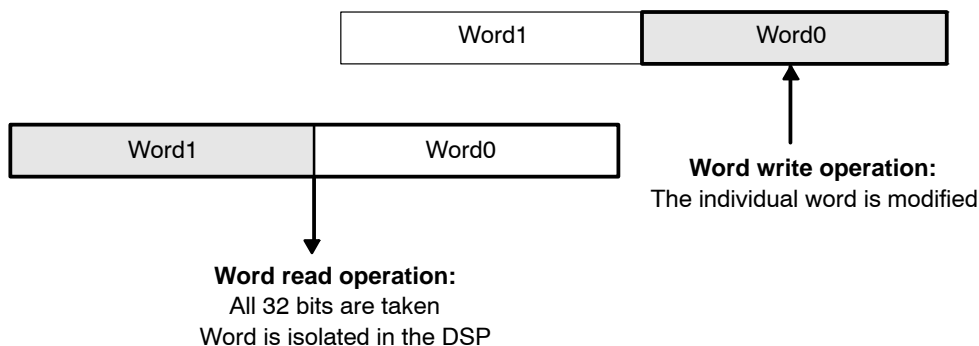 Word1 Word0
Word1 Word0
Word write operation:
The individual word is modified
Word read operation:
All 32 bits are taken
Word is isolated in the DSP